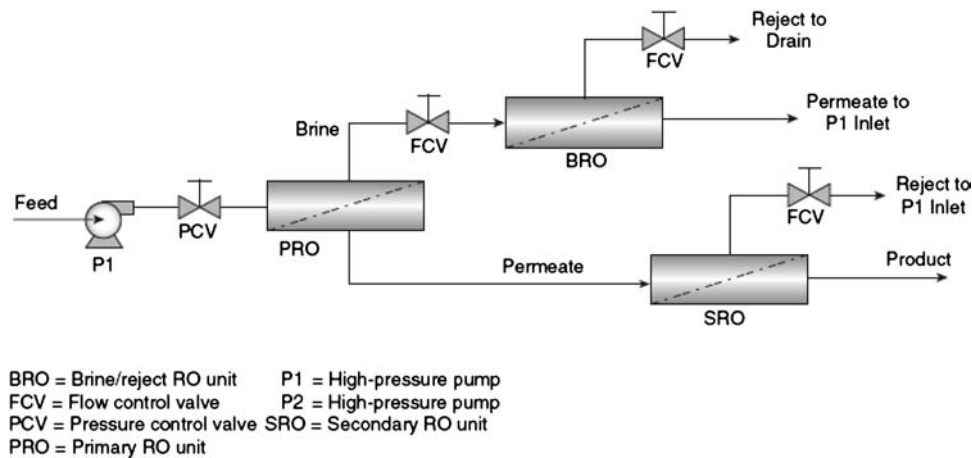 Reject to
Drain
FCV
Permeate to
P1 Inlet
Brine
FCV
BRO
Reject to
P1 Inlet
FCV
Feed
PCV
P1
PRO
Permeate
Product
SRO
BRO = Brine/reject RO unit P1 = High-pressure pump
FCV = Flow control valve P2 = High-pressure pump
PCV = Pressure control valve SRO = Secondary RO unit
PRO = Primary RO unit